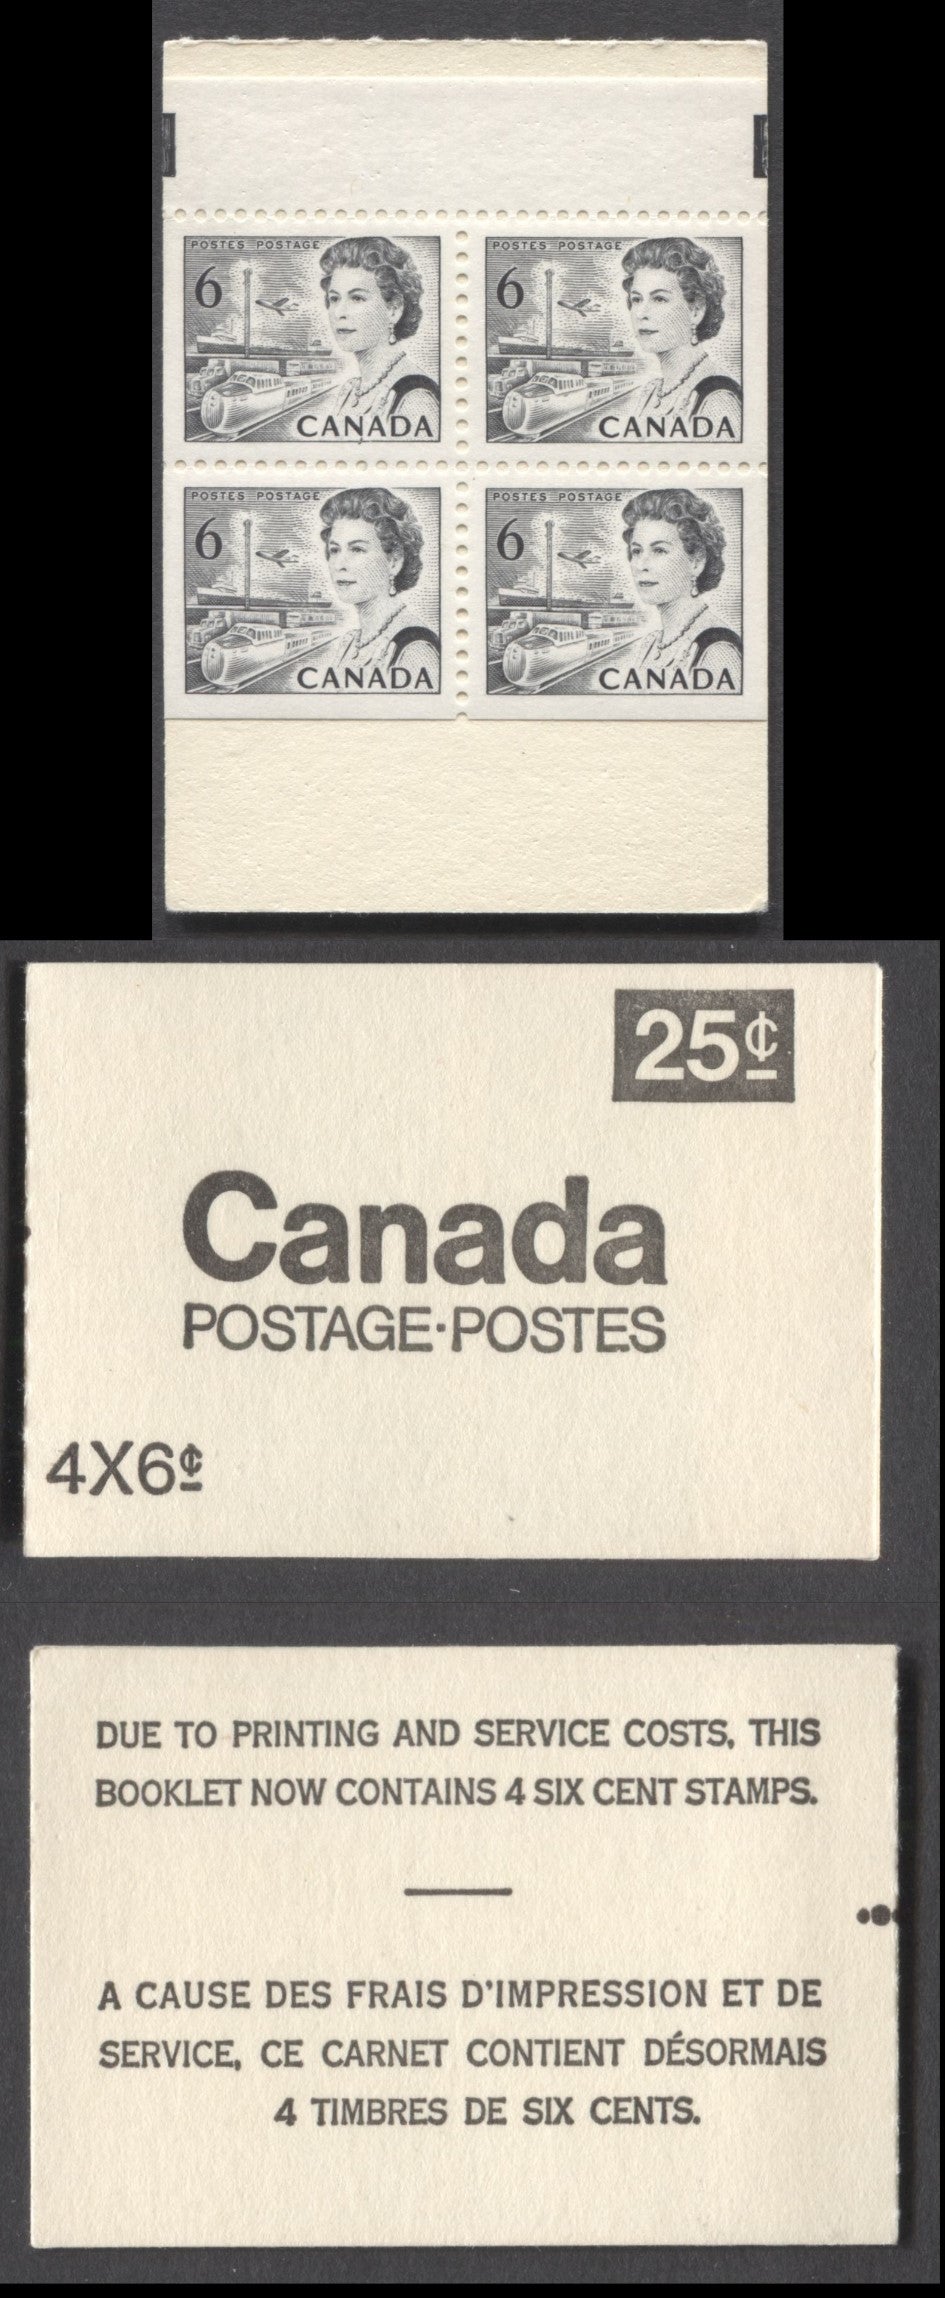 POSTES POSTAGE
6
CANADA
POSTES POSTAGE
6
CANADA
POSTES POSTAGE
6
CANADA
POSTES POSTAGE
6
CANADA
25¢
Canada
POSTAGE·POSTES
4X6¢
DUE TO PRINTING AND SERVICE COSTS, THIS
BOOKLET NOW CONTAINS 4 SIX CENT STAMPS.
A CAUSE DES FRAIS D'IMPRESSION ET DE
SERVICE, CE CARNET CONTIENT DÉSORMAIS
4 TIMBRES DE SIX CENTS.